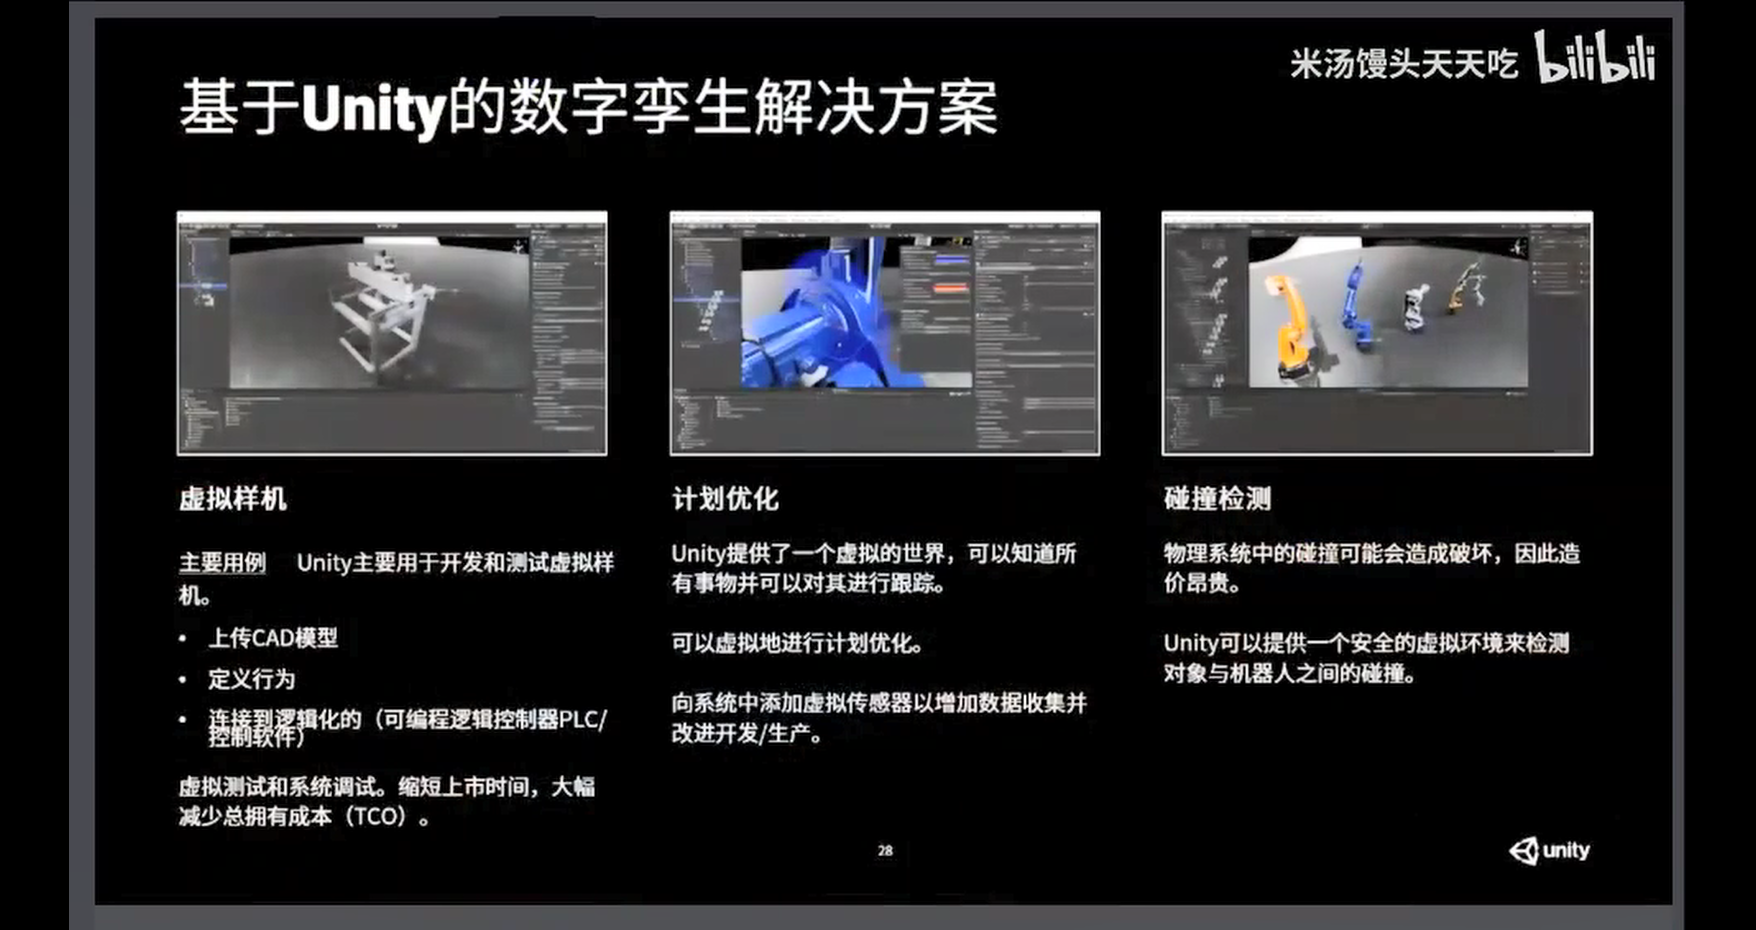 米汤馒头天天吃 bilibili
基于Unity的数字孪生解决方案
虚拟样机
主要用例 Unity主要用于开发和测试虚拟样
机。
• 上传CAD模型
• 定义行为
• 连接到逻辑化的（可编程逻辑控制器PLC/
控制软件）
虚拟测试和系统调试。缩短上市时间，大幅
减少总拥有成本（TCO）。
计划优化
Unity提供了一个虚拟的世界，可以知道所
有事物并可以对其进行跟踪。
可以虚拟地进行计划优化。
向系统中添加虚拟传感器以增加数据收集并
改进开发/生产。
碰撞检测
物理系统中的碰撞可能会造成破坏，因此造
价昂贵。
Unity可以提供一个安全的虚拟环境来检测
对象与机器人之间的碰撞。
28
unity